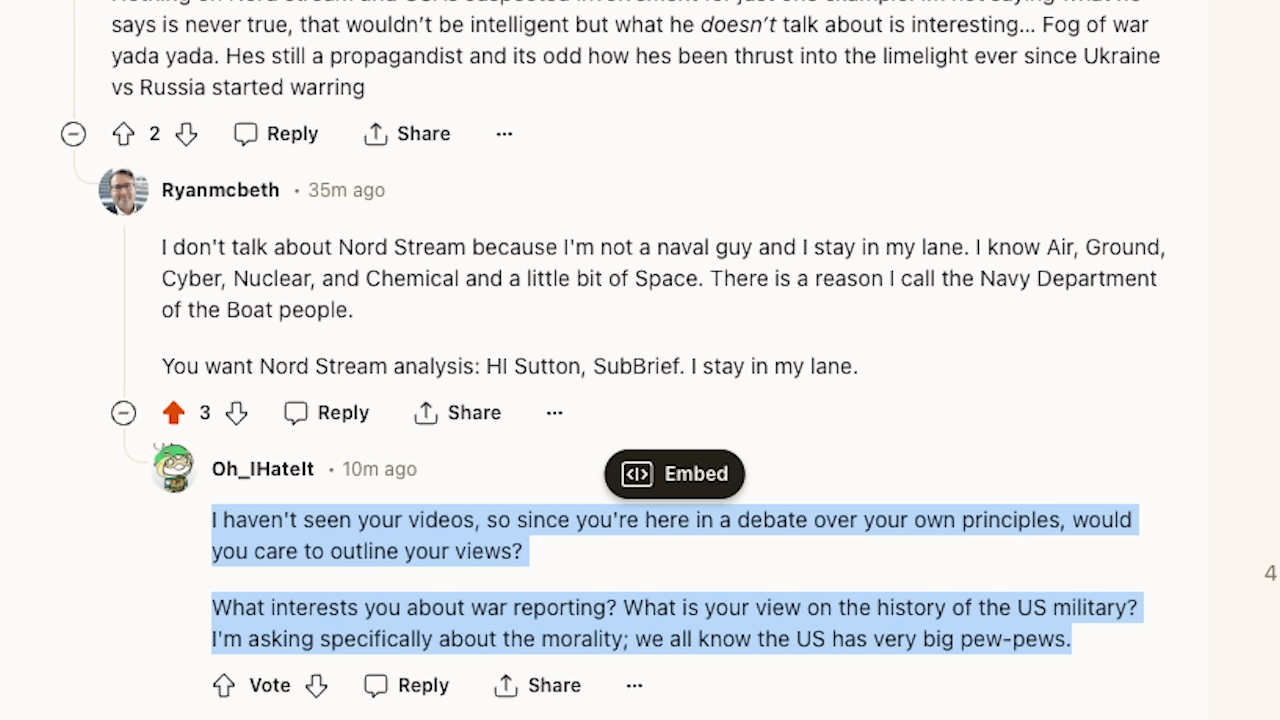 says is never true, that wouldn't be intelligent but what he doesn't talk about is interesting... Fog of war
yada yada. Hes still a propagandist and its odd how hes been thrust into the limelight ever since Ukraine
vs Russia started warring
2 Reply Share ...
Ryanmcbeth • 35m ago
I don't talk about Nord Stream because I'm not a naval guy and I stay in my lane. I know Air, Ground,
Cyber, Nuclear, and Chemical and a little bit of Space. There is a reason I call the Navy Department
of the Boat people.
You want Nord Stream analysis: HI Sutton, SubBrief. I stay in my lane.
3 Reply Share ...
Oh_IHateIt • 10m ago
Embed
I haven't seen your videos, so since you're here in a debate over your own principles, would
you care to outline your views?
4
What interests you about war reporting? What is your view on the history of the US military?
I'm asking specifically about the morality; we all know the US has very big pew-pews.
Vote Reply Share ...